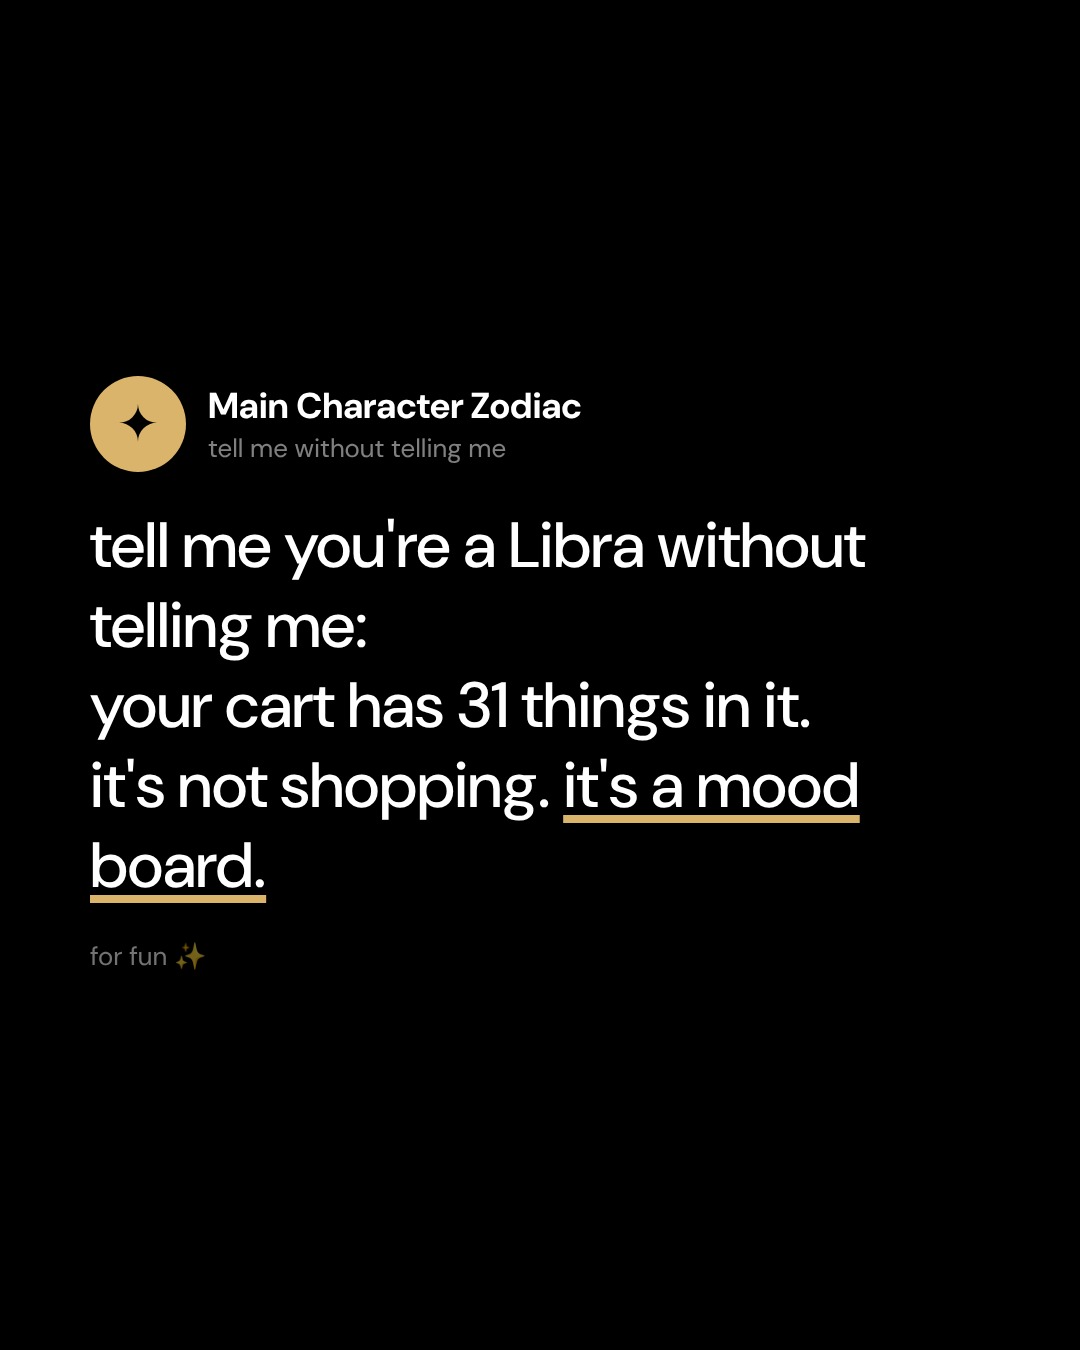 Main Character Zodiac
tell me without telling me
tell me you're a Libra without
telling me:
your cart has 31 things in it.
it's not shopping. it's a mood
board.
for fun ✨